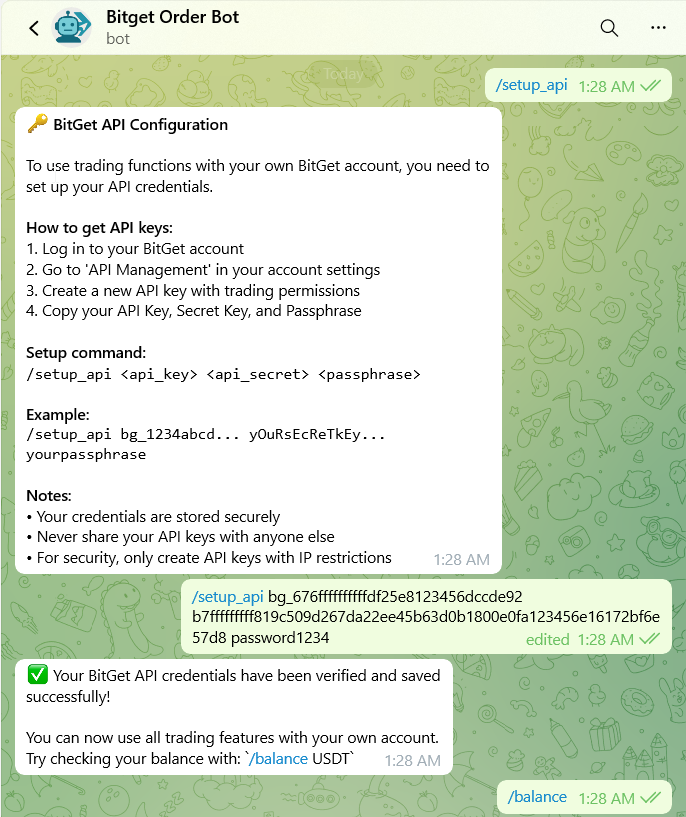 Bitget Order Bot
bot
Today
/setup_api 1:28 AM
BitGet API Configuration
To use trading functions with your own BitGet account, you need to
set up your API credentials.
How to get API keys:
1. Log in to your BitGet account
2. Go to 'API Management' in your account settings
3. Create a new API key with trading permissions
4. Copy your API Key, Secret Key, and Passphrase
Setup command:
/setup_api <api_key> <api_secret> <passphrase>
Example:
/setup_api bg_1234abcd... yOuRsEcReTkEy...
yourpassphrase
Notes:
• Your credentials are stored securely
• Never share your API keys with anyone else
• For security, only create API keys with IP restrictions 1:28 AM
/setup_api bg_676ffffffffffdf25e8123456dccde92
b7fffffffff819c509d267da22ee45b63d0b1800e0fa123456e16172bf6e
57d8 password1234 edited 1:28 AM
Your BitGet API credentials have been verified and saved
successfully!
You can now use all trading features with your own account.
Try checking your balance with: `/balance USDT` 1:28 AM
/balance 1:28 AM